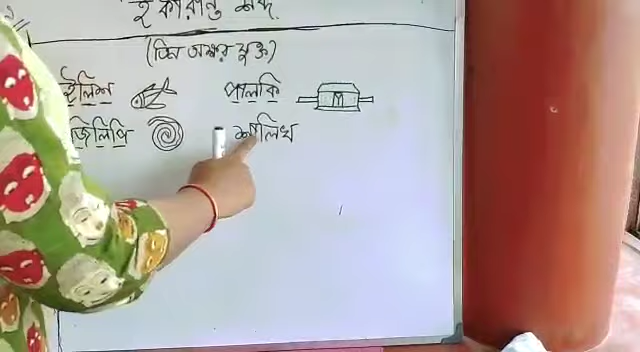 ই কারান্ত শব্দ
(তিন অক্ষর যুক্ত)
ইলিশ পালকি
জিলিপি শালিখ